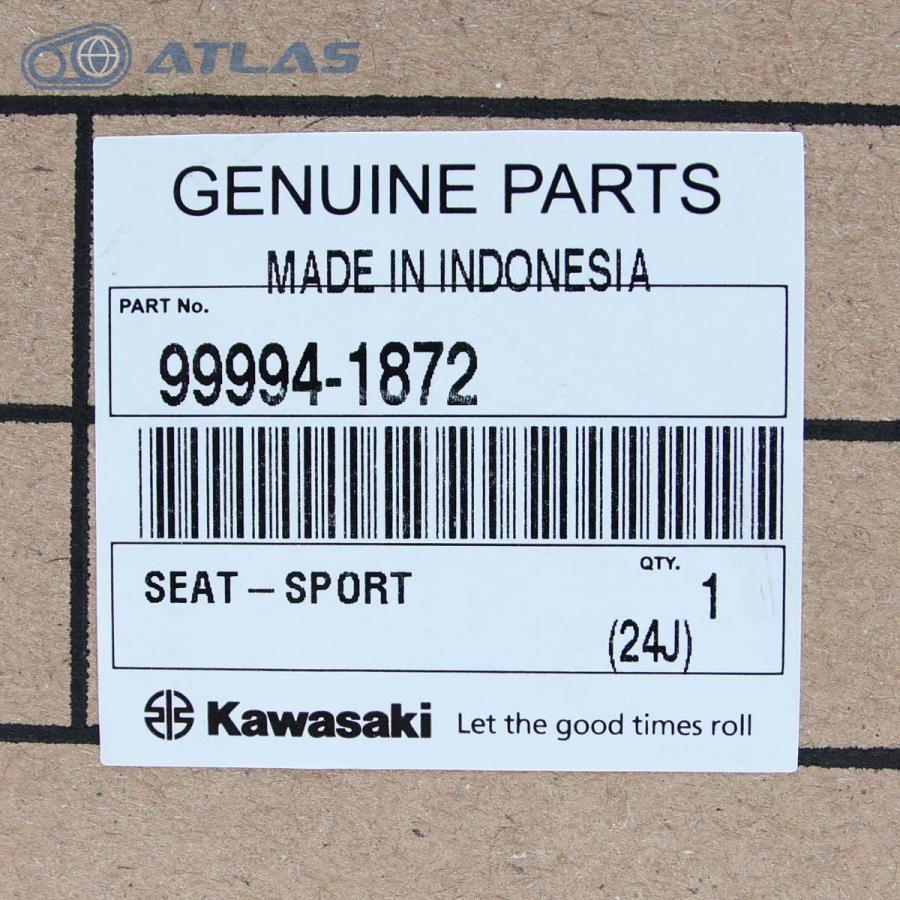 ATLAS
GENUINE PARTS
MADE IN INDONESIA
PART No.
99994-1872
SEAT – SPORT
QTY.
1
(24J)
Kawasaki Let the good times roll